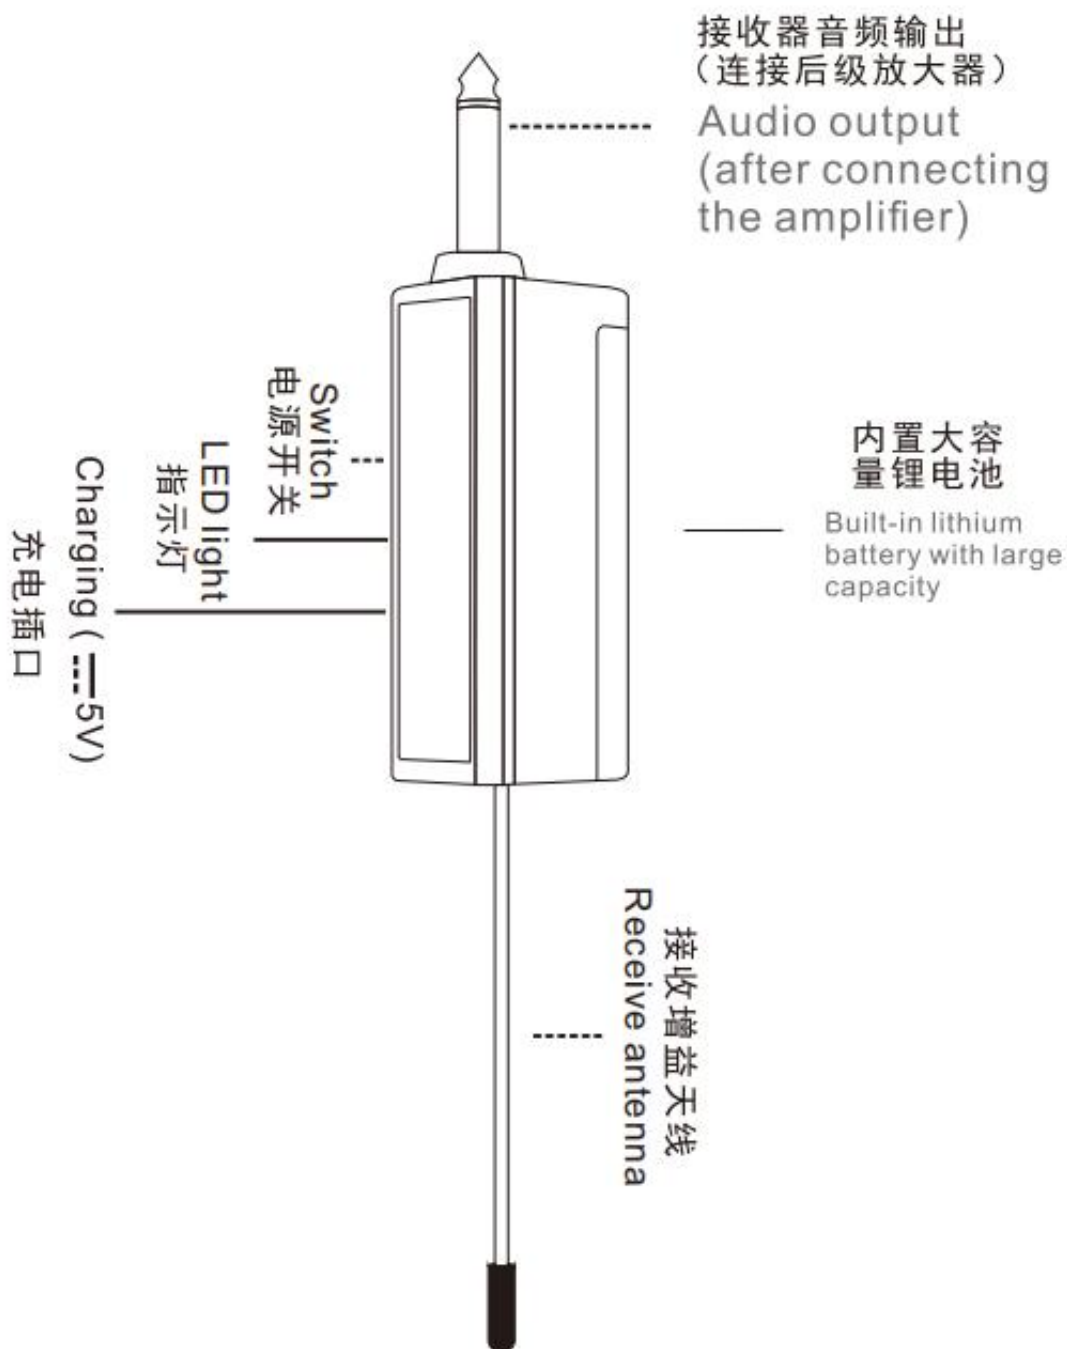 接收器音频输出
（连接后级放大器）
Audio output
(after connecting
the amplifier)
Switch
电源开关
LED light
指示灯
Charging ( ⎓5V)
充电插口
内置大容
量锂电池
Built-in lithium
battery with large
capacity
接收增益天线
Receive antenna